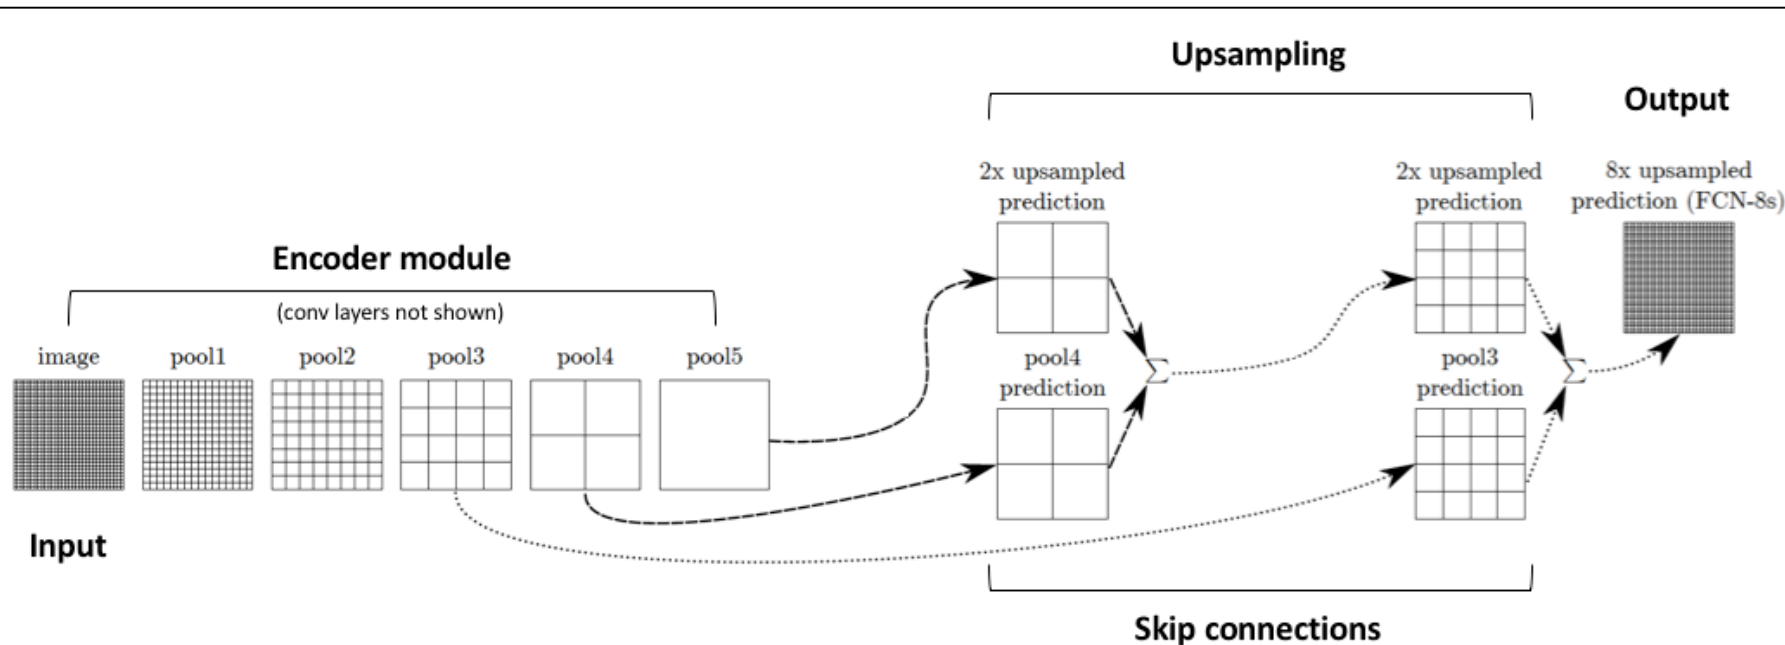 Upsampling
Output
2x upsampled
prediction
2x upsampled
prediction
8x upsampled
prediction (FCN-8s)
Encoder module
(conv layers not shown)
image
pool1
pool2
pool3
pool4
pool5
pool4
prediction
∑
pool3
prediction
∑
Input
Skip connections